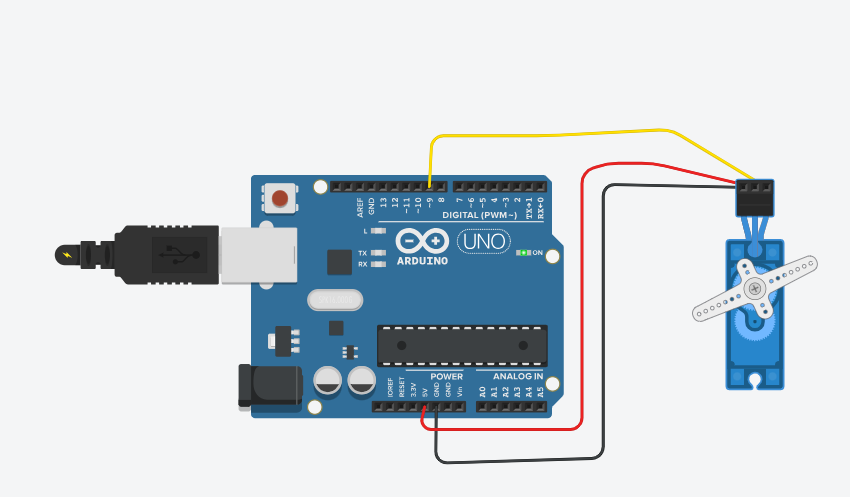 AREF
GND
13
12
~11
~10
~9
8
7
~6
~5
~4
~3
2
TX→1
RX←0
DIGITAL (PWM~)
L
TX
RX
UNO
ARDUINO
ON
POWER
ANALOG IN
IOREF
RESET
3.3V
5V
GND
GND
Vin
A0
A1
A2
A3
A4
A5